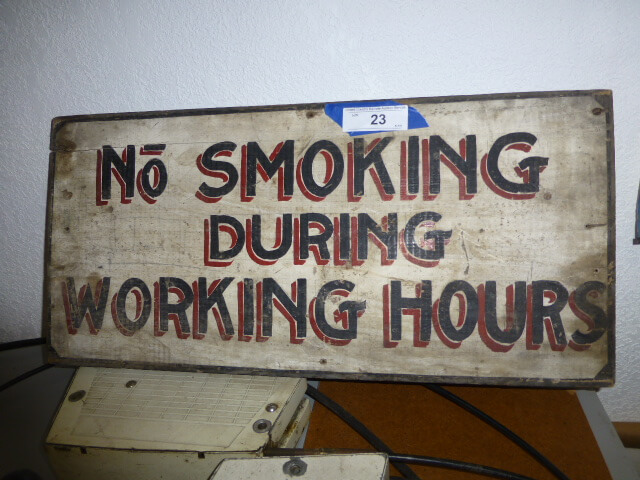 23
NO SMOKING
DURING
WORKING HOURS